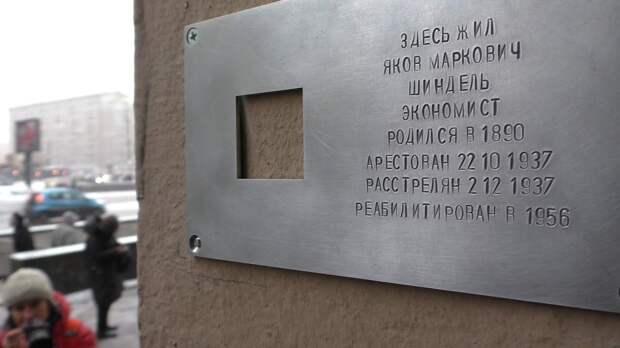 ЗДЕСЬ ЖИЛ
ЯКОВ МАРКОВИЧ
ШИНДЕЛЬ
ЭКОНОМИСТ
РОДИЛСЯ В 1890
АРЕСТОВАН 22 10 1937
РАССТРЕЛЯН 2 12 1937
РЕАБИЛИТИРОВАН В 1956